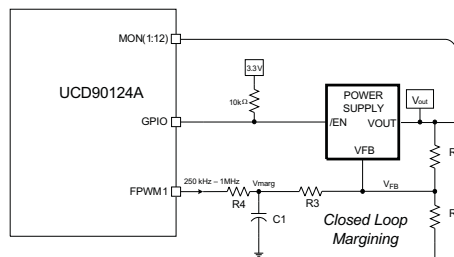 MON(1:12)
3.3V
UCD90124A
10kΩ
POWER SUPPLY
Vout
GPIO
/EN VOUT
VFB
R
250 kHz – 1MHz
Vmarg
VFB
FPWM1
R4
R3
R
C1
Closed Loop
Margining